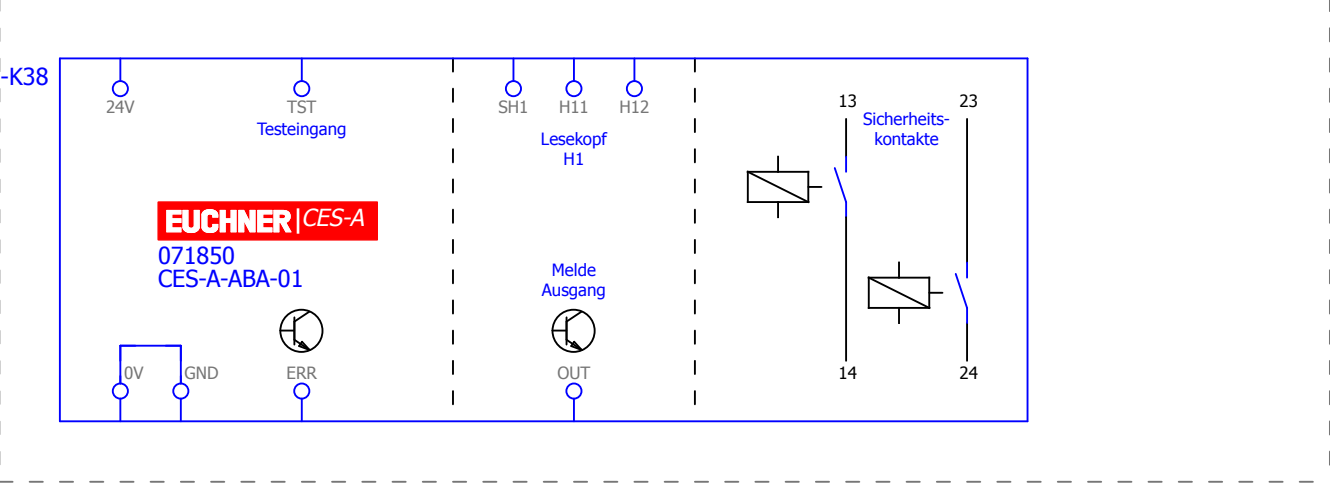 -K38
24V
TST
Testeingang
SH1
H11
H12
Lesekopf
H1
13
23
Sicherheits-
kontakte
EUCHNER|CES-A
071850
CES-A-ABA-01
Melde
Ausgang
0V
GND
ERR
OUT
14
24